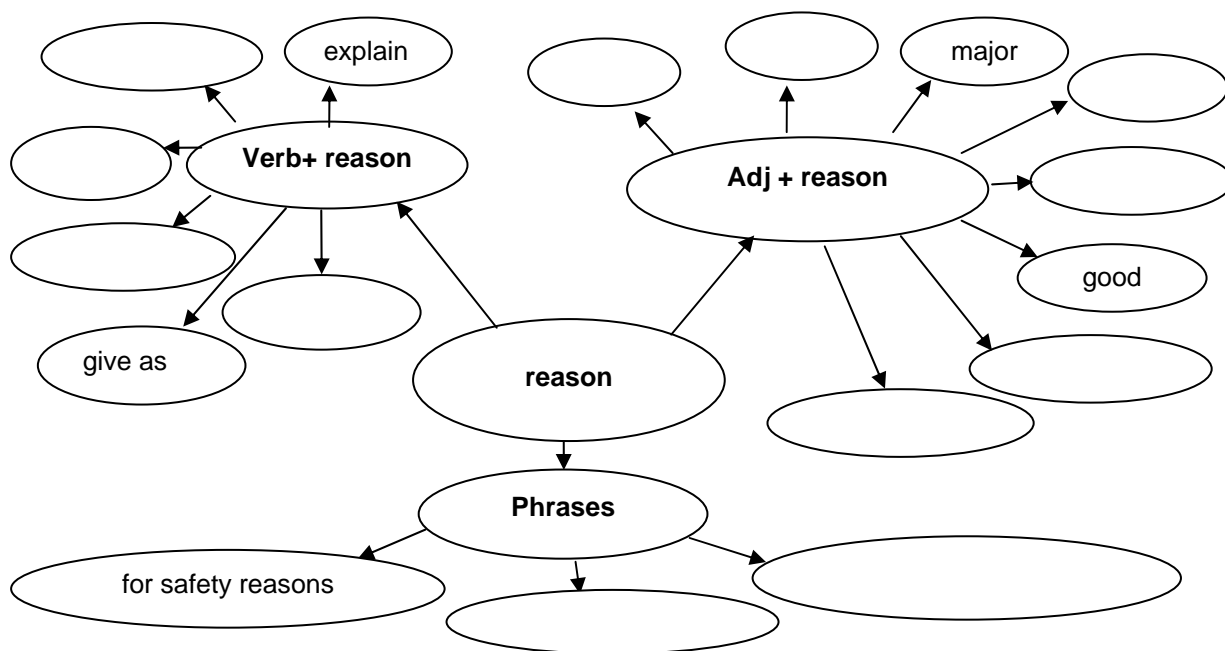 explain
major
Verb+ reason
Adj + reason
good
give as
reason
Phrases
for safety reasons